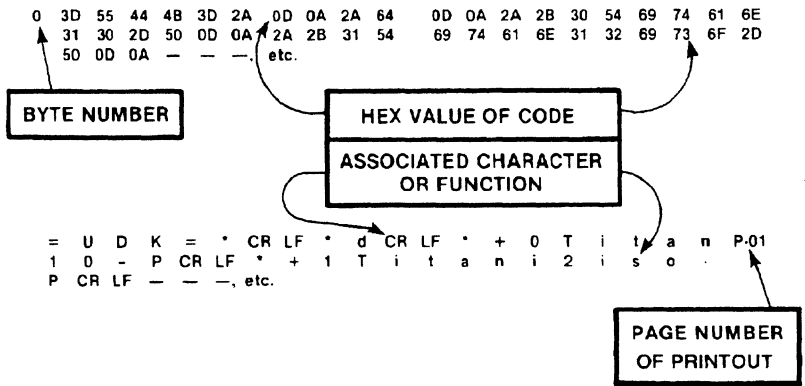 0 3D 55 44 4B 3D 2A 0D 0A 2A 64 0D 0A 2A 2B 30 54 69 74 61 6E
31 30 2D 50 0D 0A 2A 2B 31 54 69 74 61 6E 31 32 69 73 6F 2D
50 0D 0A — — —, etc.
BYTE NUMBER
HEX VALUE OF CODE
ASSOCIATED CHARACTER
OR FUNCTION
= U D K = * CR LF * d CR LF * + 0 T i t a n P-01
1 0 - P CR LF * + 1 T i t a n i 2 i s o -
P CR LF — — —, etc.
PAGE NUMBER
OF PRINTOUT